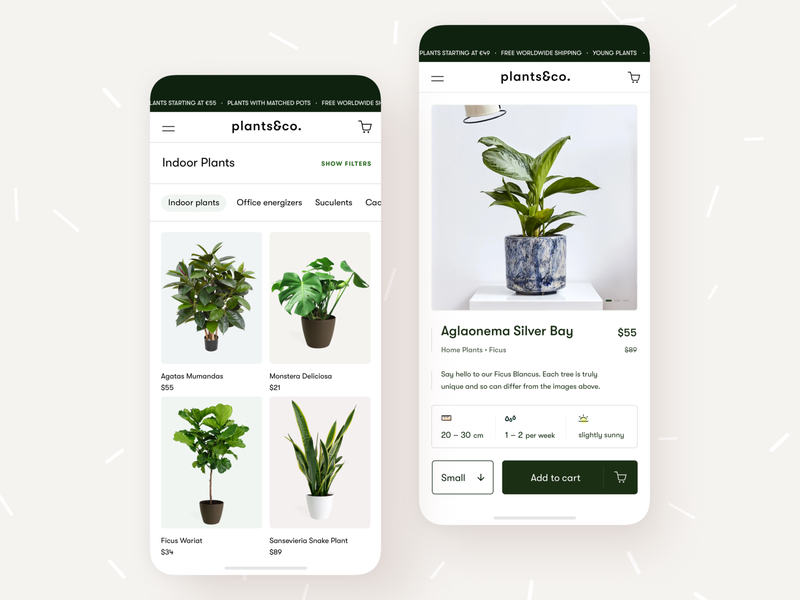 PLANTS STARTING AT €55 · PLANTS WITH MATCHED POTS · FREE WORLDWIDE
plants&co.
Indoor Plants
SHOW FILTERS
Indoor plants Office energizers Suculents Cac
Agatas Mumandas
$55
Monstera Deliciosa
$21
Ficus Wariat
$34
Sansevieria Snake Plant
$89
PLANTS STARTING AT €49 · FREE WORLDWIDE SHIPPING · YOUNG PLANTS ·
plants&co.
Aglaonema Silver Bay
$55
Home Plants • Ficus
$89
Say hello to our Ficus Blancus. Each tree is truly
unique and so can differ from the images above.
20 – 30 cm
1 – 2 per week
slightly sunny
Small
Add to cart